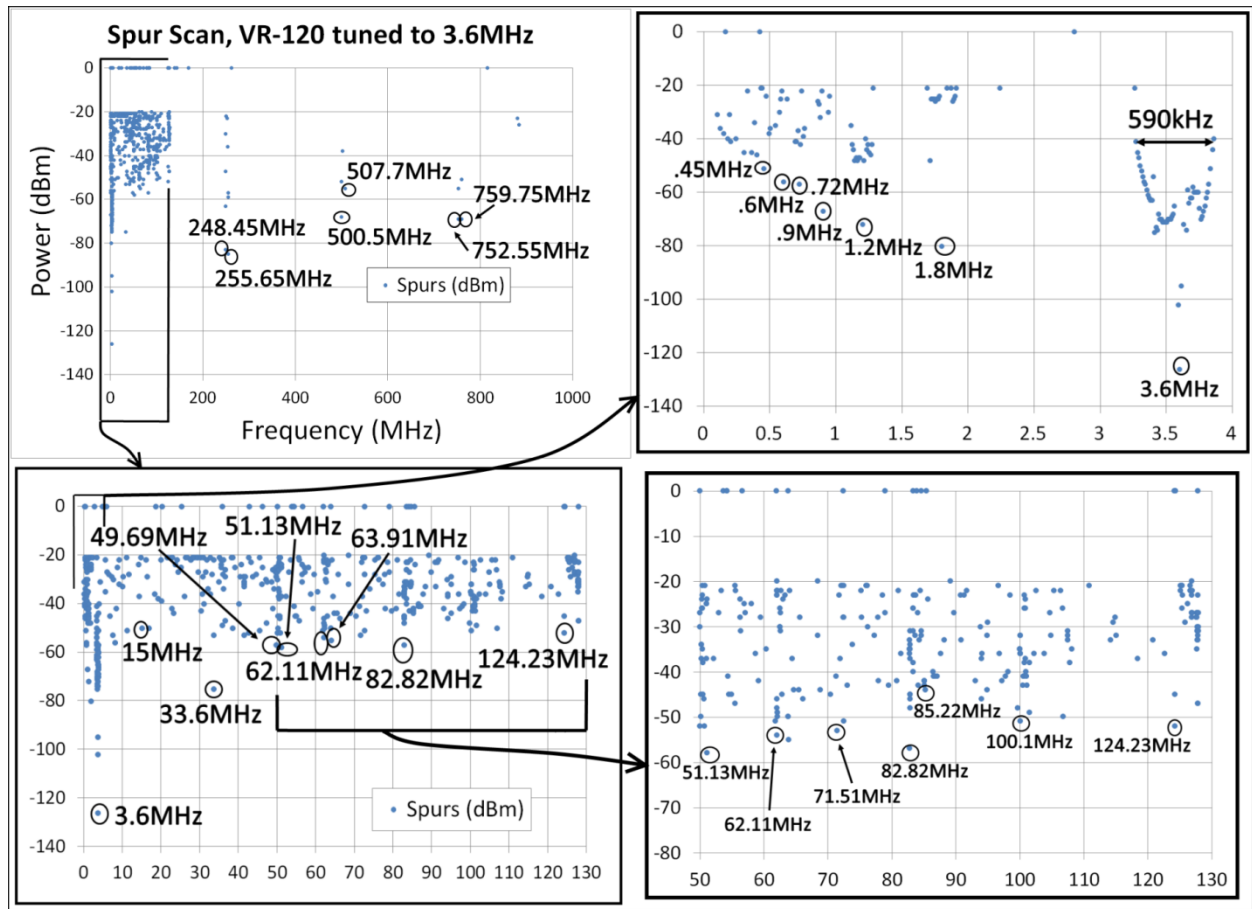 Spur Scan, VR-120 tuned to 3.6MHz
0
-20
-40
-60
-80
-100
-120
-140
Power (dBm)
507.7MHz
248.45MHz
500.5MHz
759.75MHz
752.55MHz
255.65MHz
Spurs (dBm)
0
200
400
600
800
1000
Frequency (MHz)
0
-20
-40
-60
-80
-100
-120
-140
590kHz
.45MHz
.72MHz
.6MHz
.9MHz
1.2MHz
1.8MHz
3.6MHz
0
0.5
1
1.5
2
2.5
3
3.5
4
0
-20
-40
-60
-80
-100
-120
-140
49.69MHz
51.13MHz
63.91MHz
15MHz
33.6MHz
62.11MHz
82.82MHz
124.23MHz
3.6MHz
Spurs (dBm)
0
10
20
30
40
50
60
70
80
90
100
110
120
130
0
-10
-20
-30
-40
-50
-60
-70
-80
85.22MHz
100.1MHz
124.23MHz
51.13MHz
82.82MHz
71.51MHz
62.11MHz
50
60
70
80
90
100
110
120
130